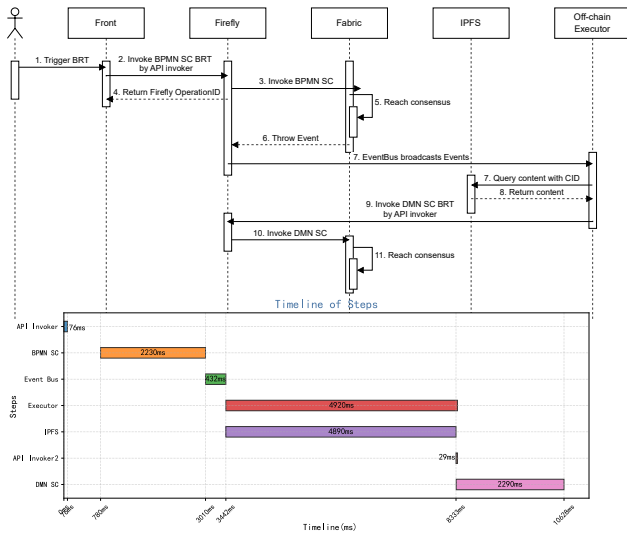 Front
Firefly
Fabric
IPFS
Off-chain
Executor
1. Trigger BRT
2. Invoke BPMN SC BRT
by API invoker
3. Invoke BPMN SC
4. Return Firefly OperationID
5. Reach consensus
6. Throw Event
7. EventBus broadcasts Events
7. Query content with CID
8. Return content
9. Invoke DMN SC BRT
by API invoker
10. Invoke DMN SC
11. Reach consensus
Timeline of Steps
API Invoker
76ms
BPMN SC
2230ms
Event Bus
432ms
Executor
4920ms
Steps
IPFS
4890ms
API Invoker2
29ms
DMN SC
2290ms
0ms
76ms
780ms
3010ms
3442ms
8333ms
10628ms
Timeline(ms)